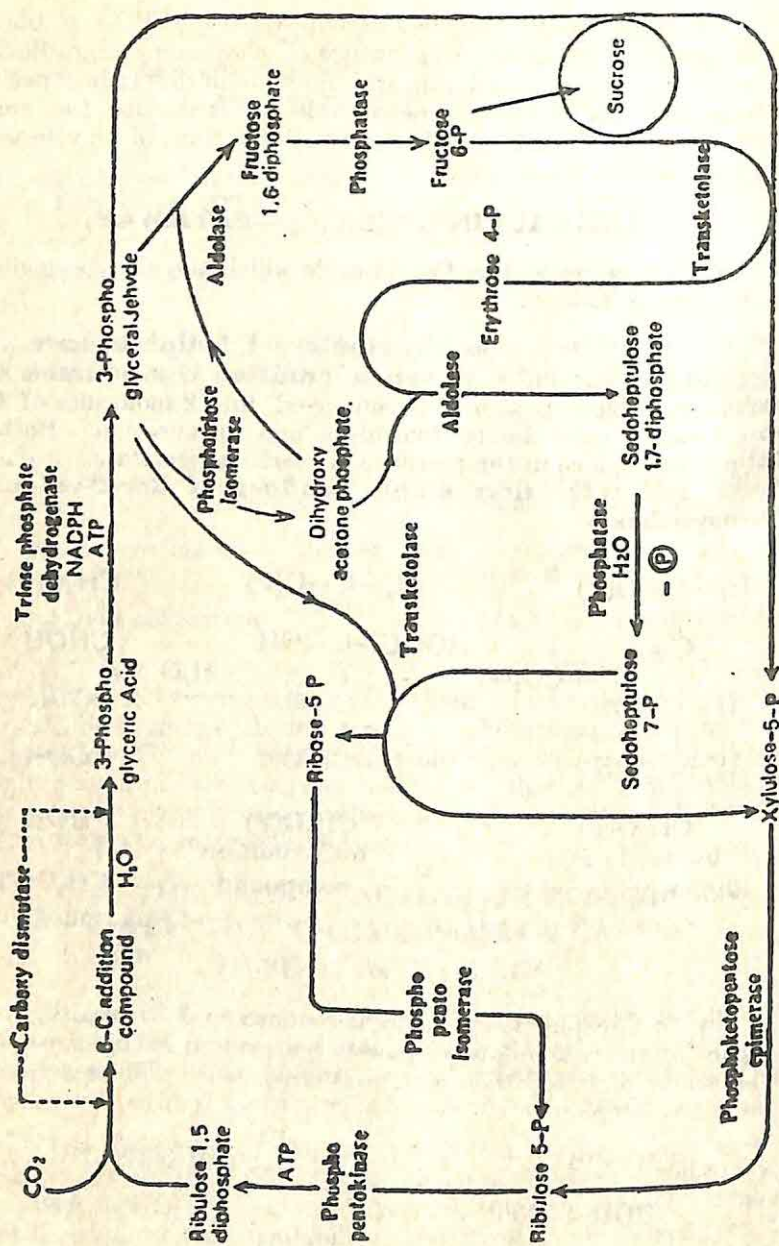 CO₂
Carboxy dismutase
6-C addition
compound
H₂O
3-Phospho
glyceric Acid
Triose phosphate
dehydrogenase
NADPH
ATP
3-Phospho
glyceraldehyde
Ribulose 1,5
diphosphate
ATP
Phospho
pentokinase
Ribulose 5-P
Phospho
pento
Isomerase
Ribose-5 P
Transketolase
Phosphotriose
Isomerase
Dihydroxy
acetone phosphate
Aldolase
Fructose
1,6 diphosphate
Phosphatase
Fructose
6-P
Sucrose
Aldolase
Erythrose 4-P
Transketolase
Sedoheptulose
1,7-diphosphate
Phosphatase
H₂O
- P
Sedoheptulose
7-P
Xylulose-5-P
Phosphoketopentose
epimerase